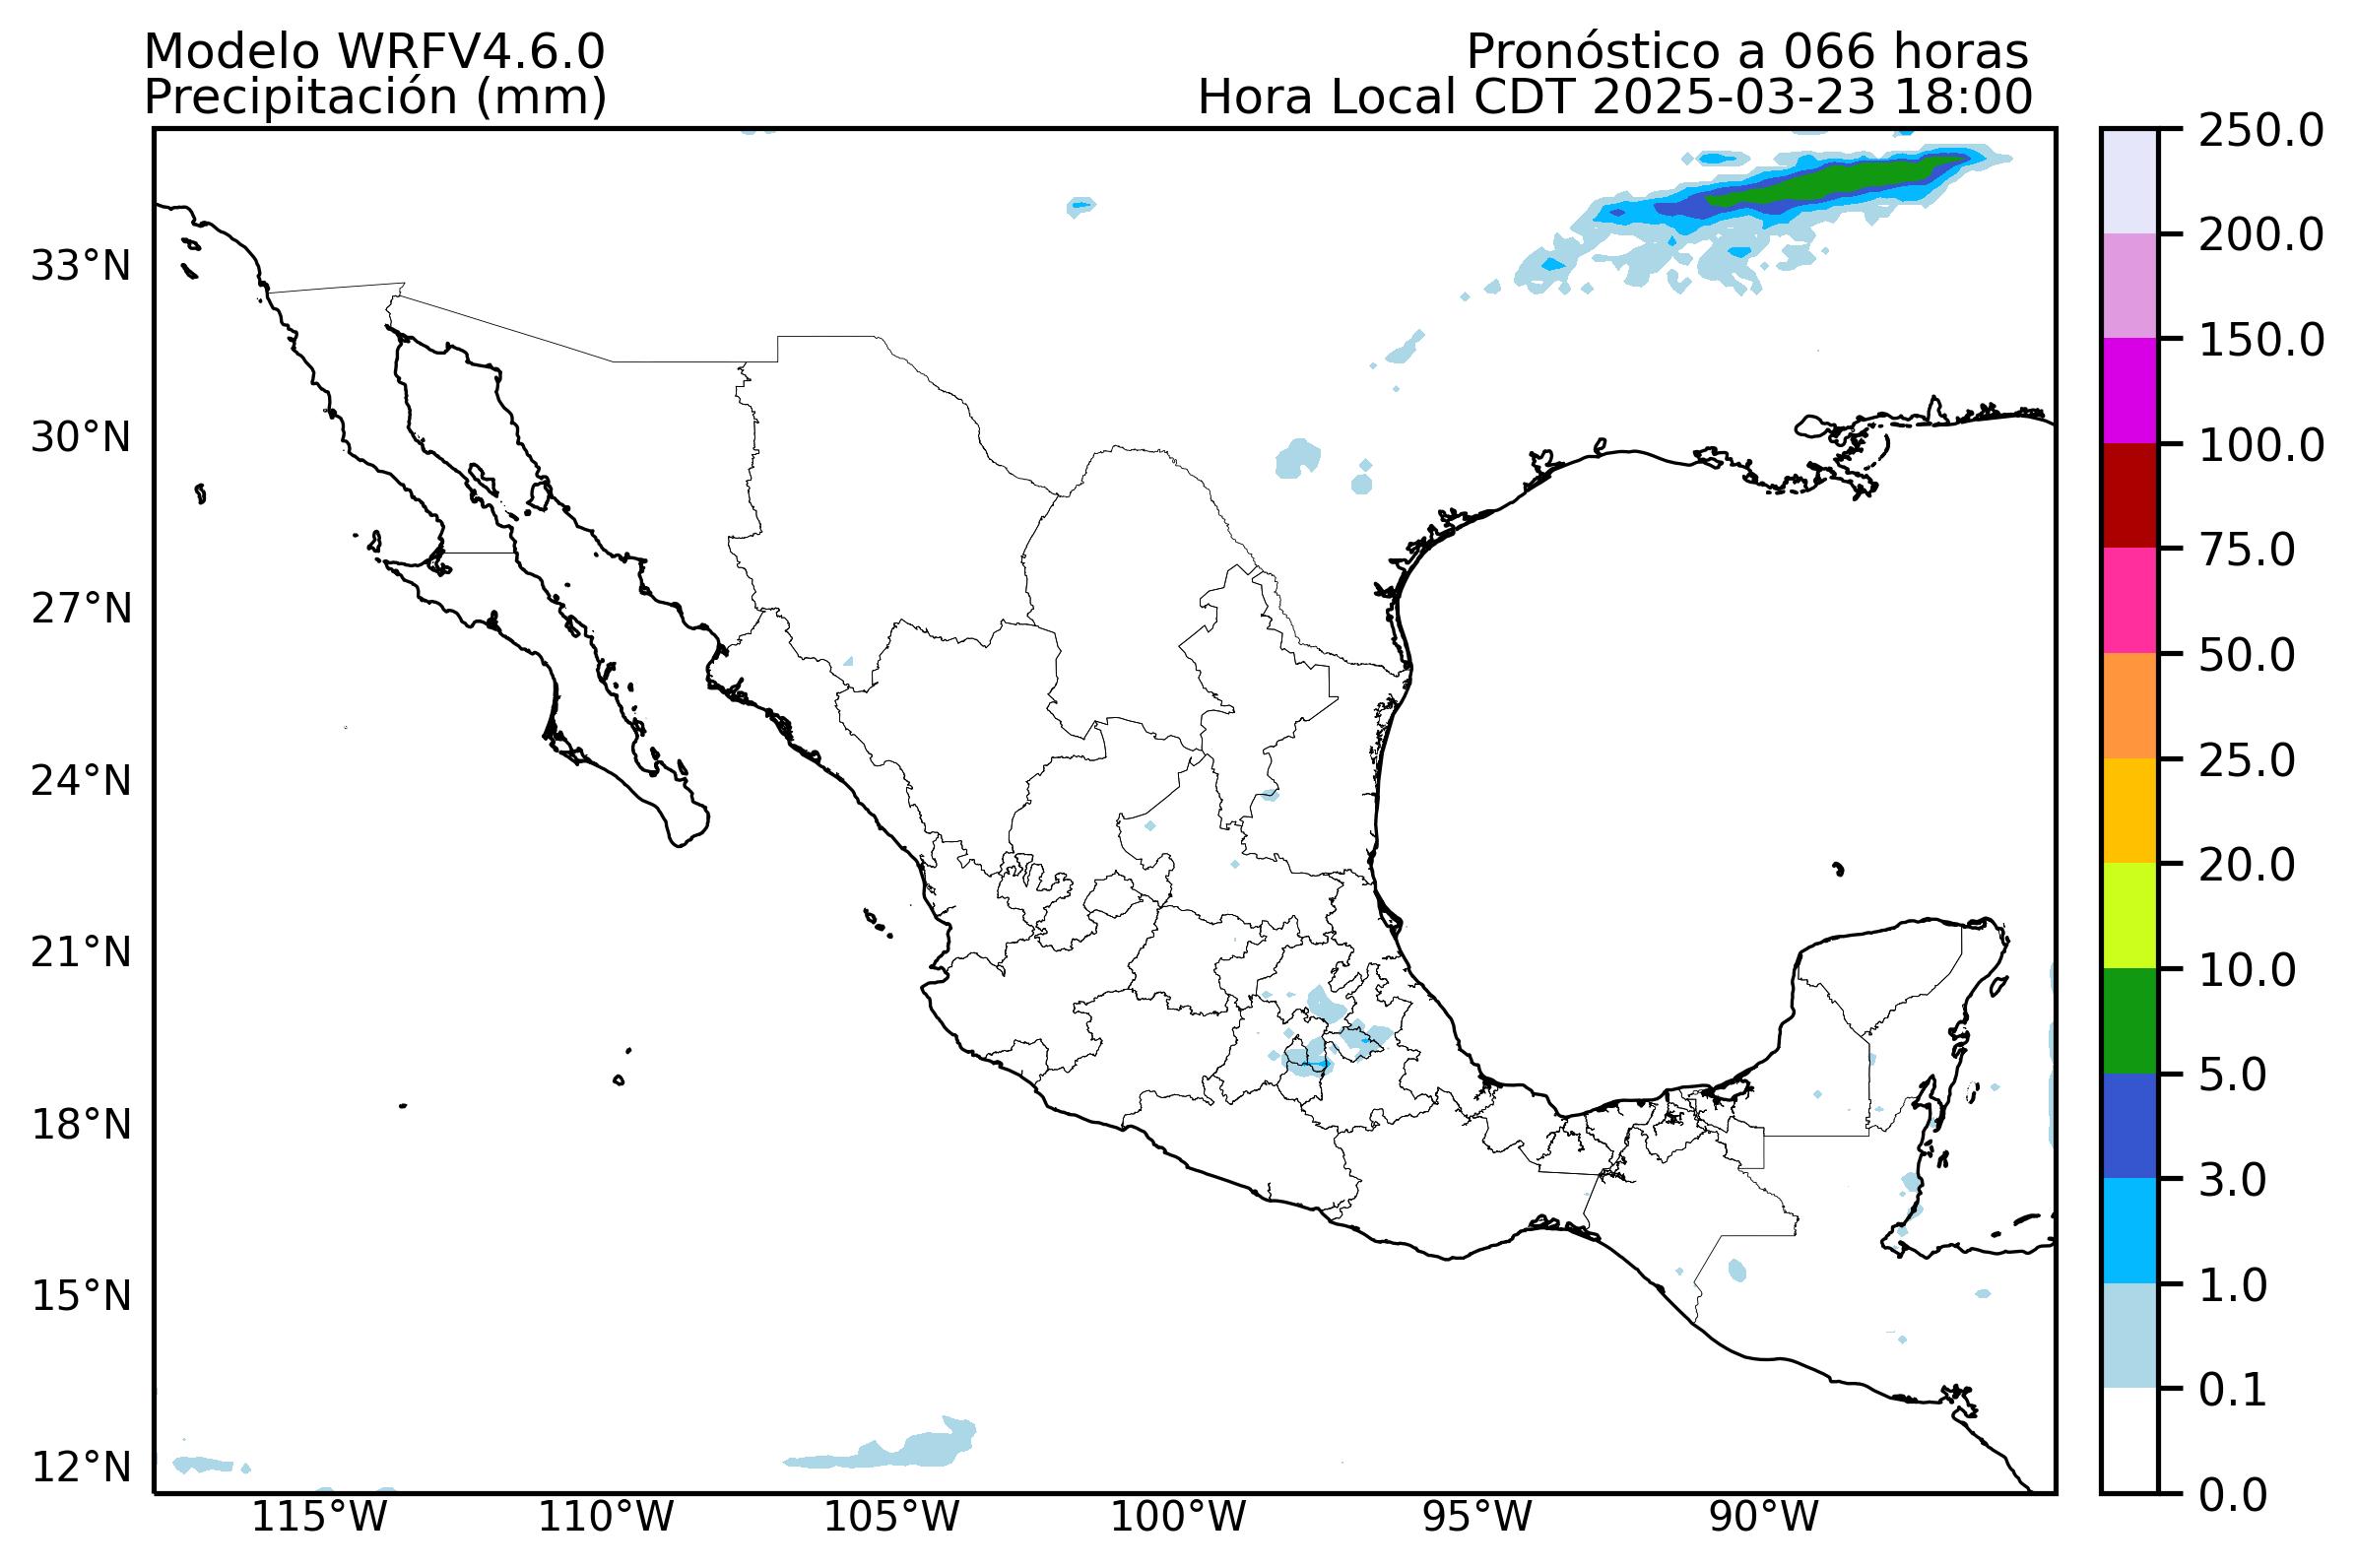 Modelo WRFV4.6.0
Precipitación (mm)
Pronóstico a 066 horas
Hora Local CDT 2025-03-23 18:00
33°N
30°N
27°N
24°N
21°N
18°N
15°N
12°N
115°W
110°W
105°W
100°W
95°W
90°W
250.0
200.0
150.0
100.0
75.0
50.0
25.0
20.0
10.0
5.0
3.0
1.0
0.1
0.0